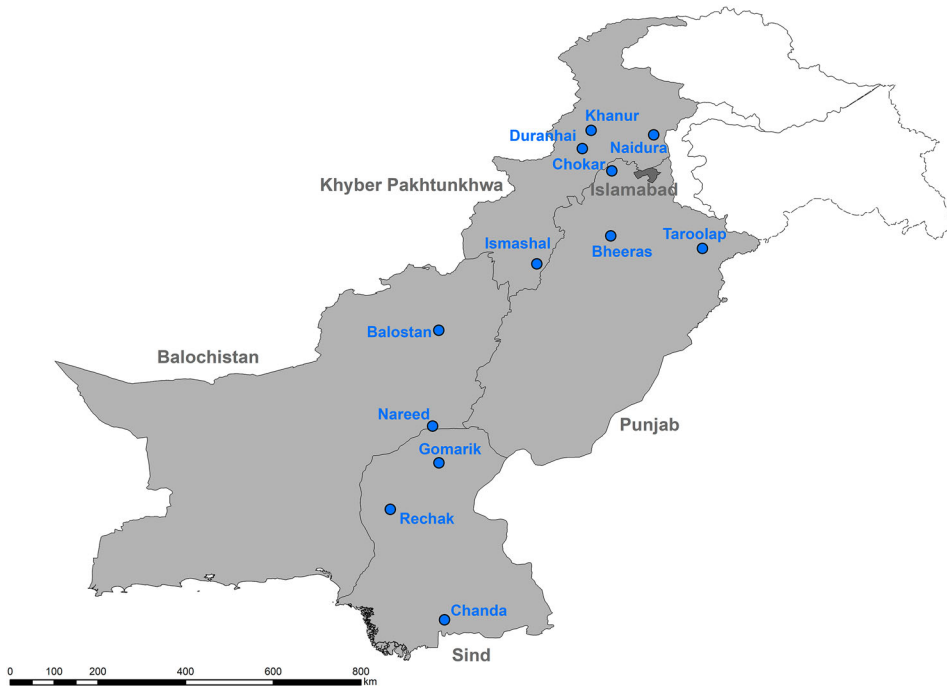 Khanur
Duranhai
Naidura
Chokar
Khyber Pakhtunkhwa
Islamabad
Taroolap
Ismashal
Bheeras
Balostan
Balochistan
Nareed
Punjab
Gomarik
Rechak
Chanda
Sind
0 100 200 400 600 800
km